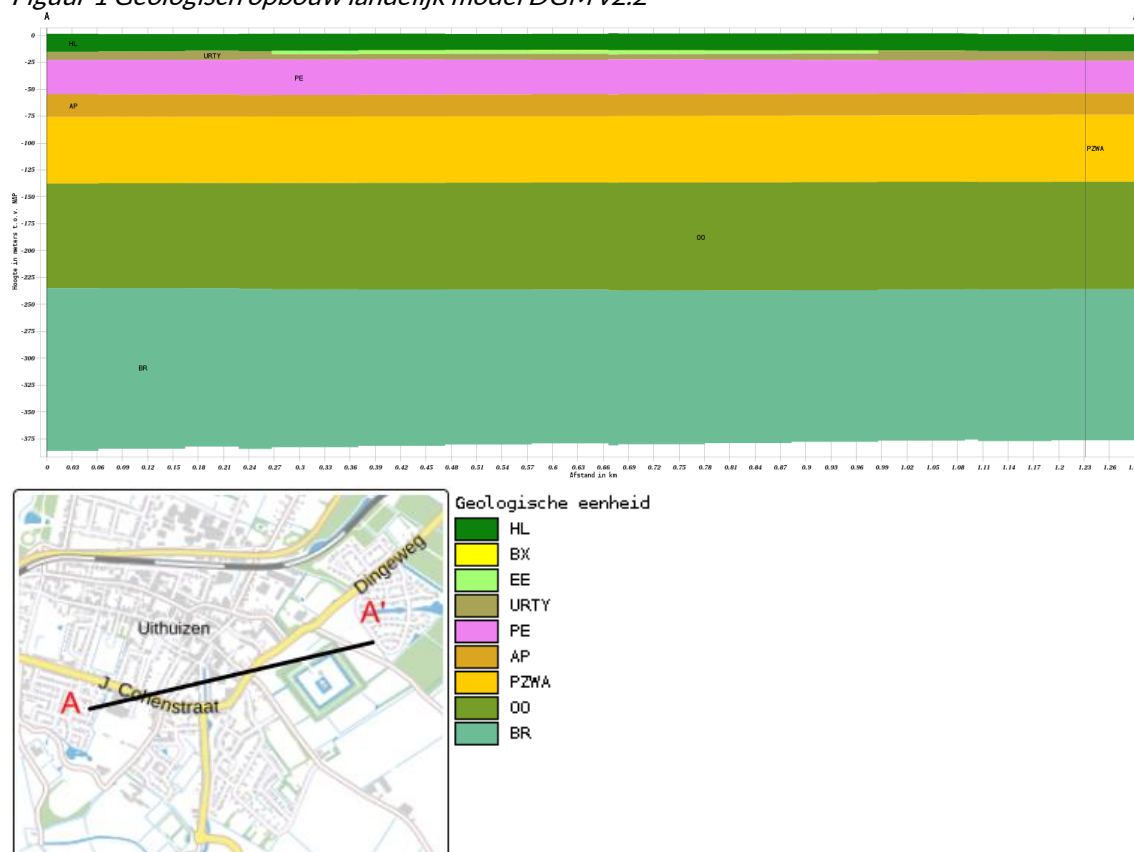 Figuur 1 Geologisch opbouw landelijk model DGM v2.2
A
0
-25
-50
-75
-100
-125
-150
-175
-200
-225
-250
-275
-300
-325
-350
-375
Hoogte in meters t.o.v. NAP
HL
URTY
PE
AP
PZWA
OO
BR
0 0.03 0.06 0.09 0.12 0.15 0.18 0.21 0.24 0.27 0.3 0.33 0.36 0.39 0.42 0.45 0.48 0.51 0.54 0.57 0.6 0.63 0.66 0.69 0.72 0.75 0.78 0.81 0.84 0.87 0.9 0.93 0.96 0.99 1.02 1.05 1.08 1.11 1.14 1.17 1.2 1.23 1.26
Afstand in km
Dingeweg
A'
Uithuizen
J. Cohenstraat
A
Geologische eenheid
HL
BX
EE
URTY
PE
AP
PZWA
OO
BR